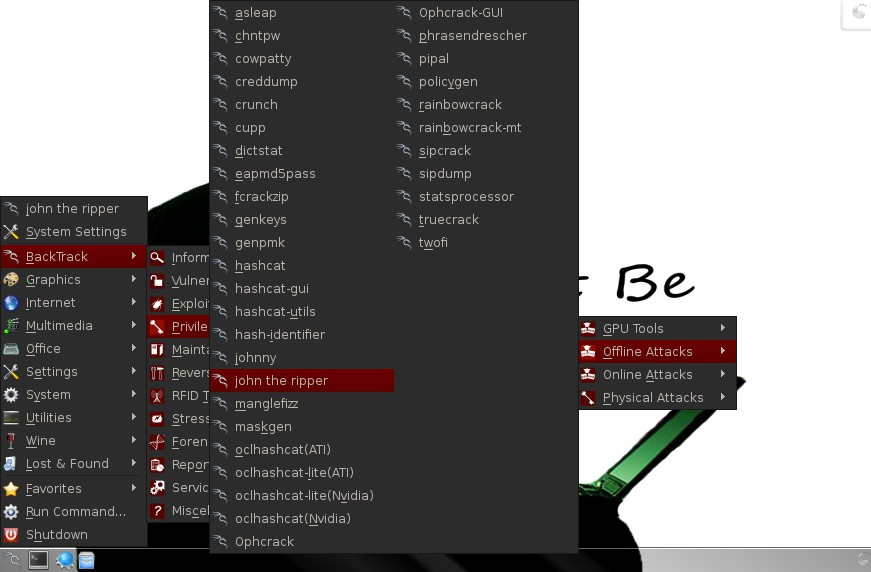 john the ripper
System Settings
BackTrack
Graphics
Internet
Multimedia
Office
Settings
System
Utilities
Wine
Lost & Found
Favorites
Run Command...
Shutdown
Inform
Vulner
Exploi
Privile
Mainta
Revers
RFID T
Stress
Foren
Repor
Servic
Miscel
asleap
chntpw
cowpatty
creddump
crunch
cupp
dictstat
eapmd5pass
fcrackzip
genkeys
genpmk
hashcat
hashcat-gui
hashcat-utils
hash-identifier
johnny
john the ripper
manglefizz
maskgen
oclhashcat(ATI)
oclhashcat-lite(ATI)
oclhashcat-lite(Nvidia)
oclhashcat(Nvidia)
Ophcrack
Ophcrack-GUI
phrasendrescher
pipal
policygen
rainbowcrack
rainbowcrack-mt
sipcrack
sipdump
statsprocessor
truecrack
twofi
GPU Tools
Offline Attacks
Online Attacks
Physical Attacks
Be